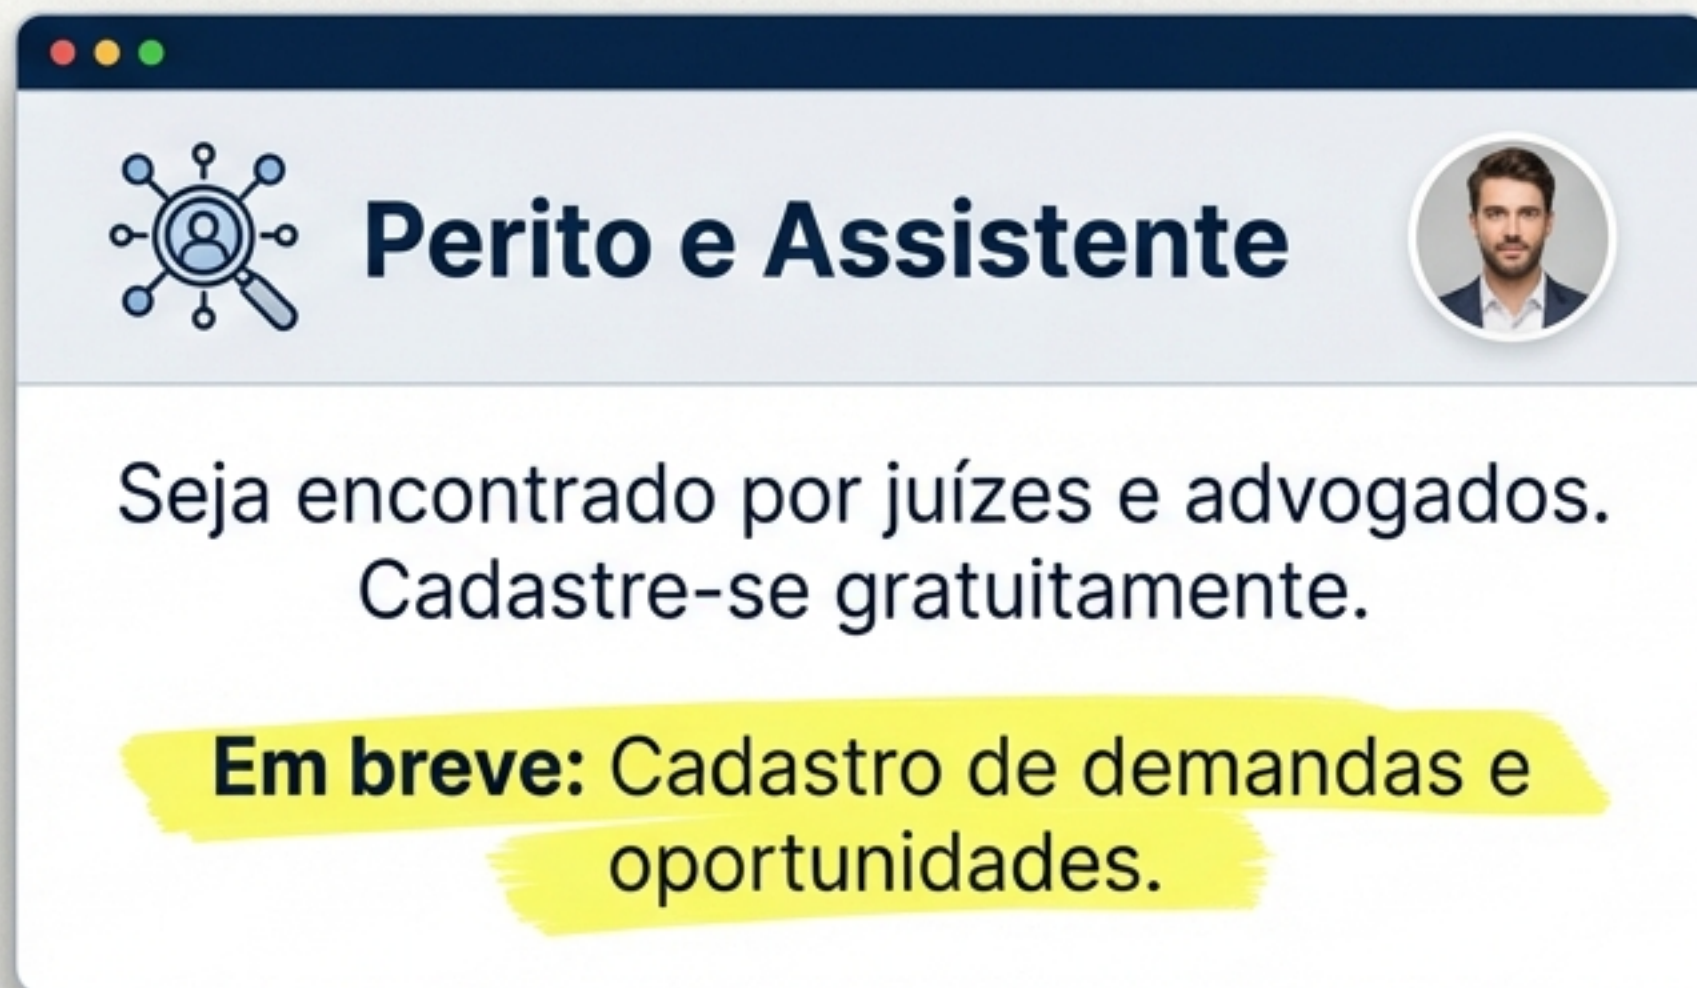 Perito e Assistente
Seja encontrado por juízes e advogados.
Cadastre-se gratuitamente.
Em breve: Cadastro de demandas e
oportunidades.